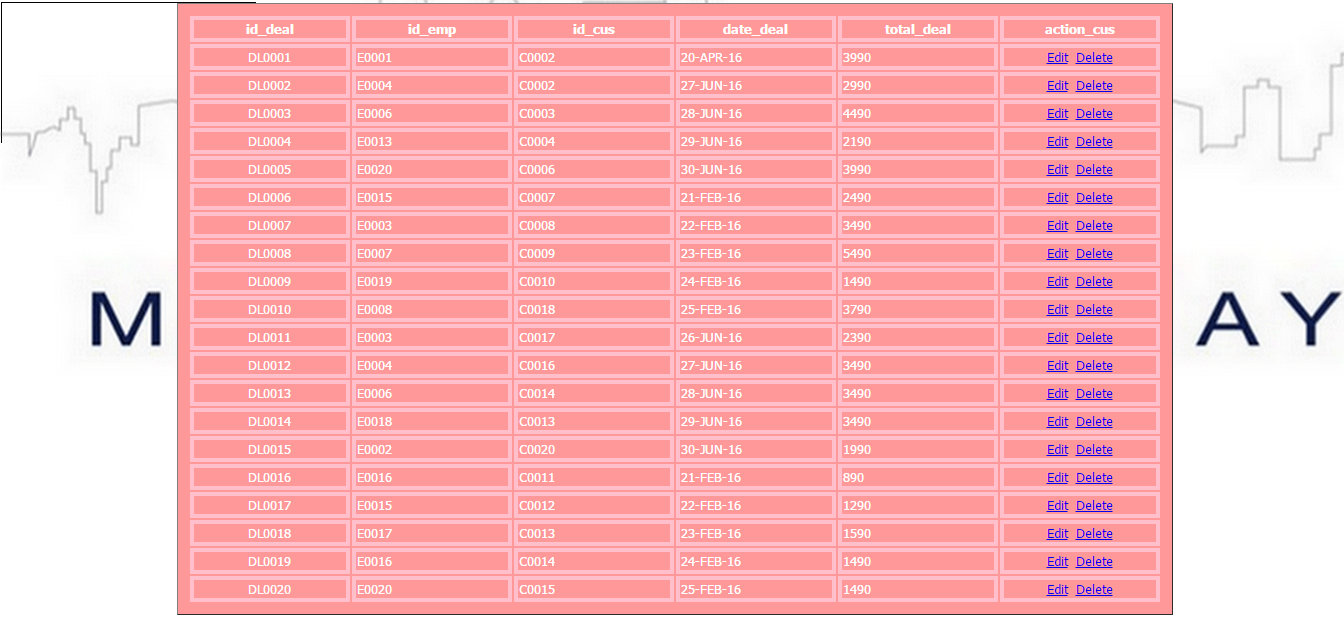 id_deal id_emp id_cus date_deal total_deal action_cus
DL0001 E0001 C0002 20-APR-16 3990 Edit Delete
DL0002 E0004 C0002 27-JUN-16 2990 Edit Delete
DL0003 E0006 C0003 28-JUN-16 4490 Edit Delete
DL0004 E0013 C0004 29-JUN-16 2190 Edit Delete
DL0005 E0020 C0006 30-JUN-16 3990 Edit Delete
DL0006 E0015 C0007 21-FEB-16 2490 Edit Delete
DL0007 E0003 C0008 22-FEB-16 3490 Edit Delete
DL0008 E0007 C0009 23-FEB-16 5490 Edit Delete
DL0009 E0019 C0010 24-FEB-16 1490 Edit Delete
DL0010 E0008 C0018 25-FEB-16 3790 Edit Delete
DL0011 E0003 C0017 26-JUN-16 2390 Edit Delete
DL0012 E0004 C0016 27-JUN-16 3490 Edit Delete
DL0013 E0006 C0014 28-JUN-16 3490 Edit Delete
DL0014 E0018 C0013 29-JUN-16 3490 Edit Delete
DL0015 E0002 C0020 30-JUN-16 1990 Edit Delete
DL0016 E0016 C0011 21-FEB-16 890 Edit Delete
DL0017 E0015 C0012 22-FEB-16 1290 Edit Delete
DL0018 E0017 C0013 23-FEB-16 1590 Edit Delete
DL0019 E0016 C0014 24-FEB-16 1490 Edit Delete
DL0020 E0020 C0015 25-FEB-16 1490 Edit Delete
M AY